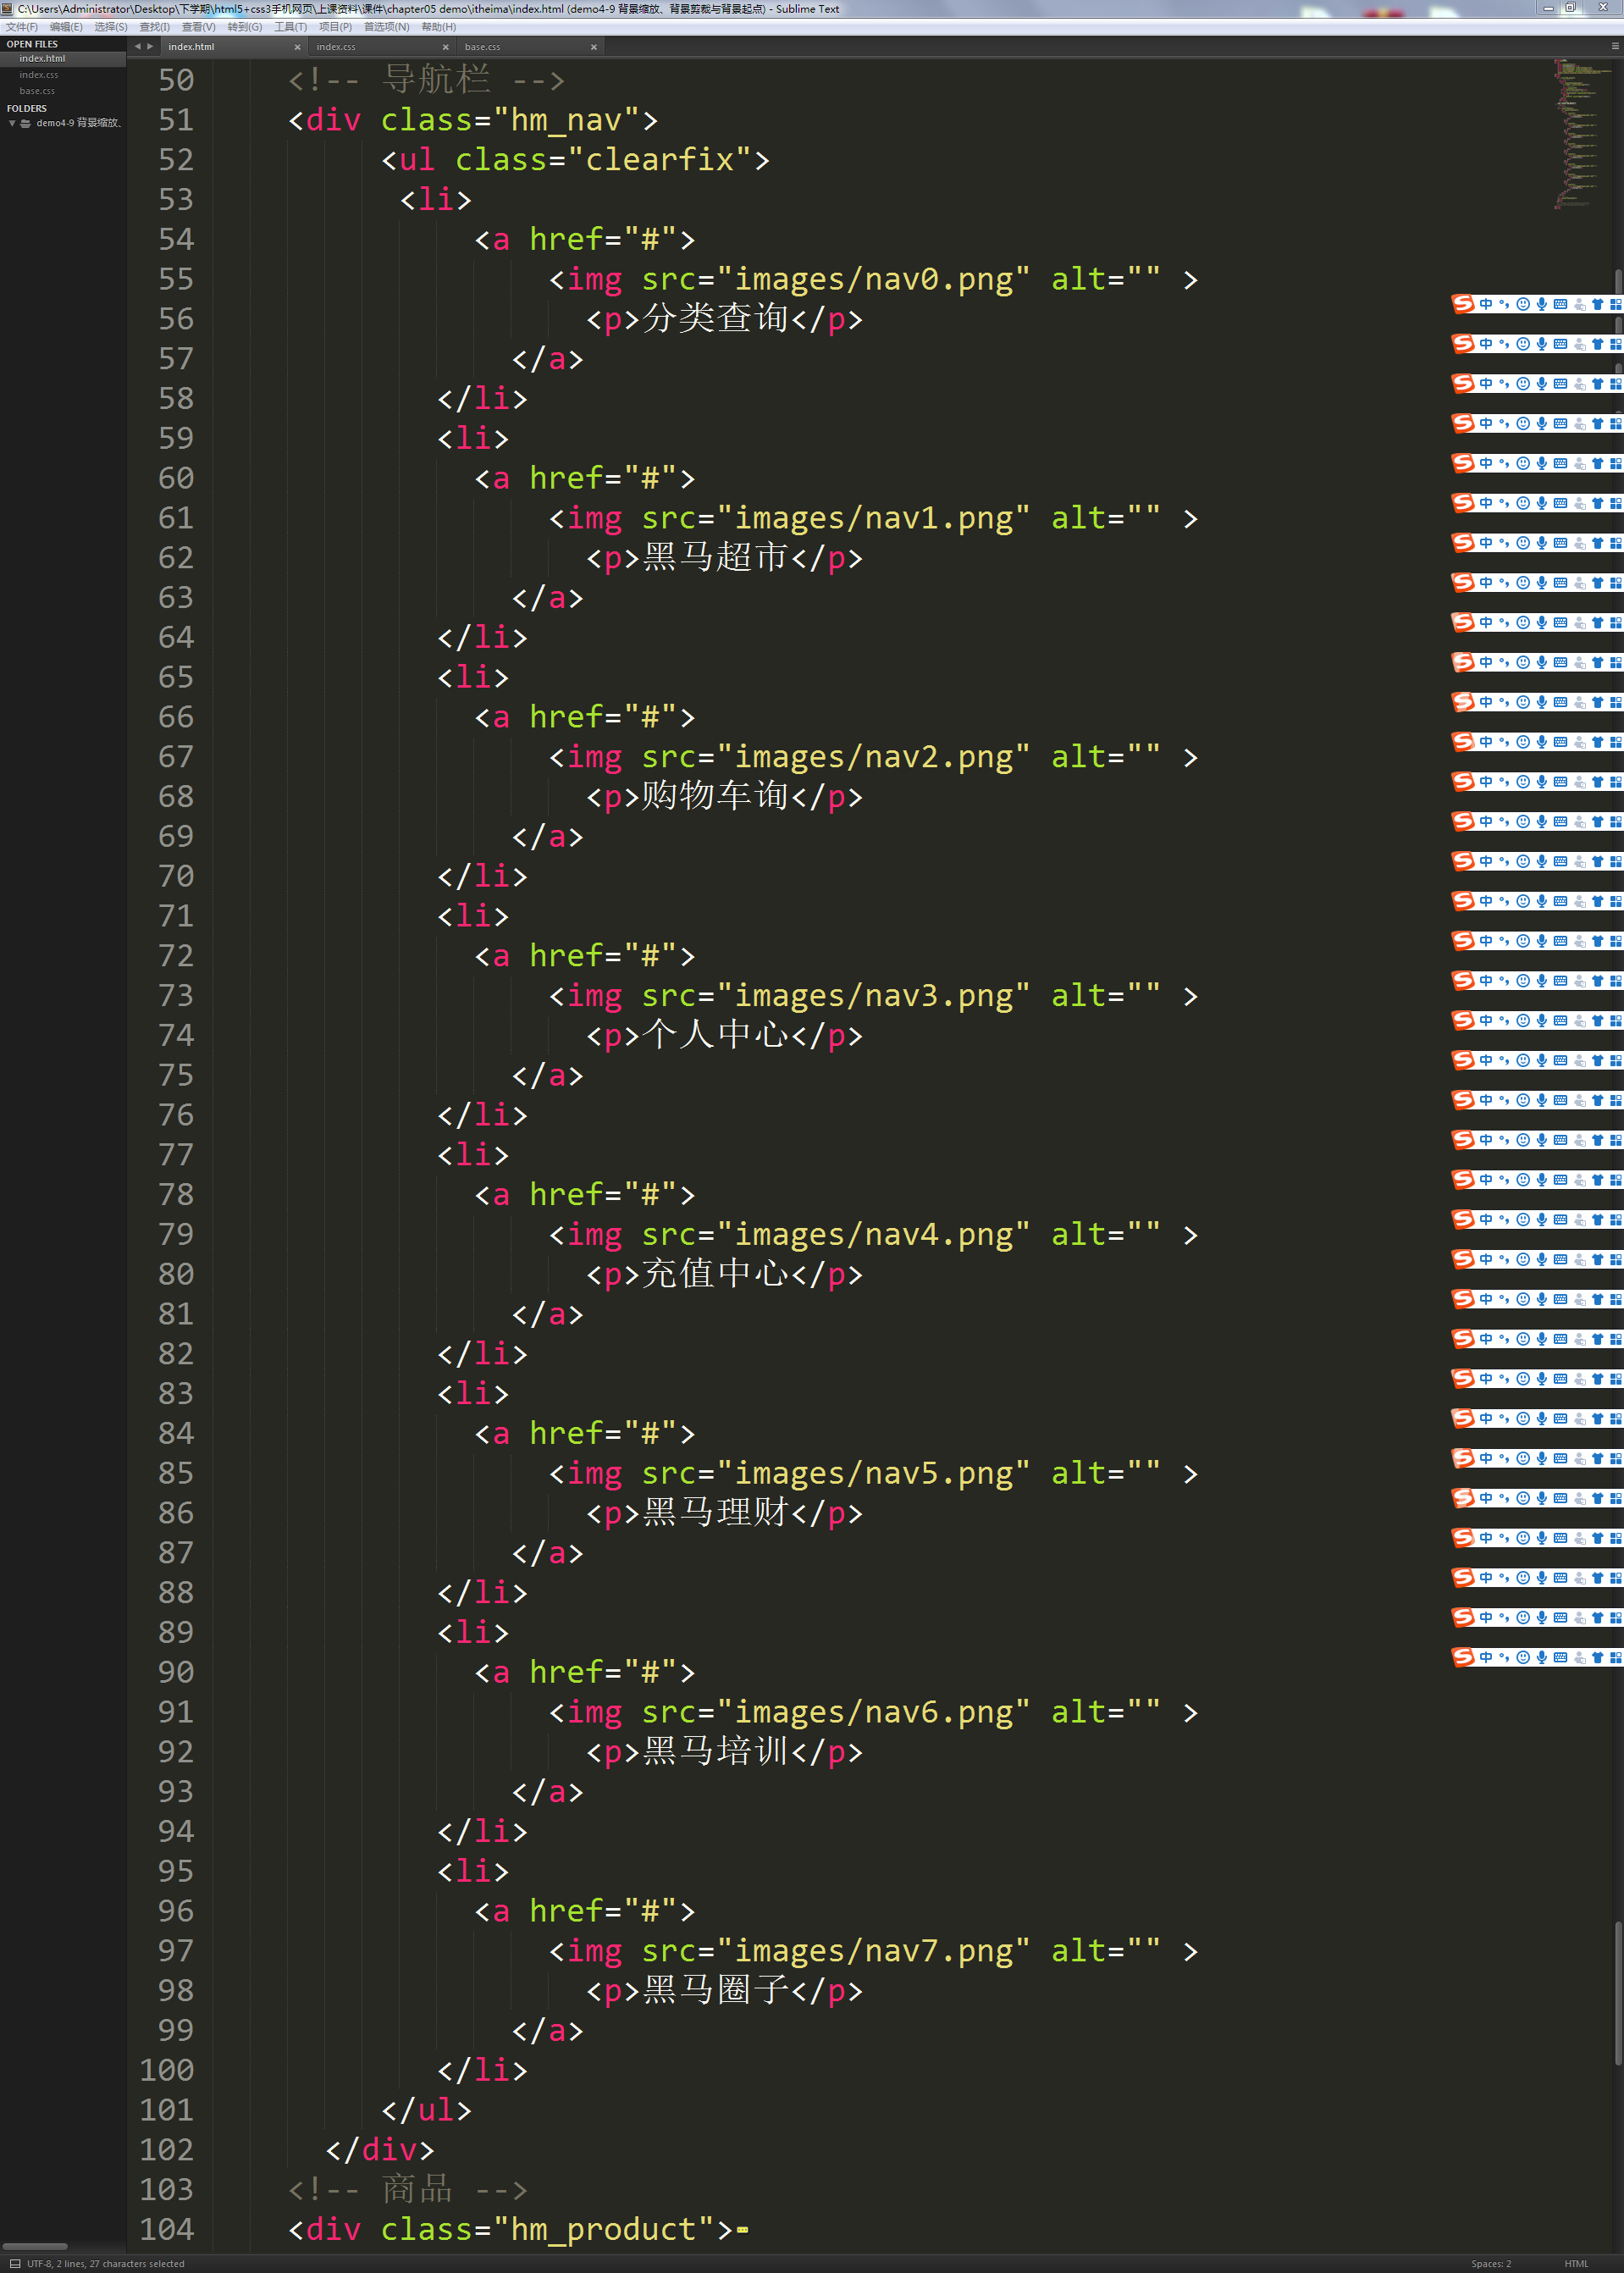 C:\Users\Administrator\Desktop\下学期\html5+css3手机网页\上课资料\课件\chapter05 demo\itheima\index.html (demo4-9 背景缩放、背景剪裁与背景起点) - Sublime Text
文件(F) 编辑(E) 选择(S) 查找(I) 查看(V) 转到(G) 工具(T) 项目(P) 首选项(N) 帮助(H)
OPEN FILES
index.html
index.css
base.css
FOLDERS
demo4-9 背景缩放、
index.html index.css base.css
50 <!-- 导航栏 -->
51 <div class="hm_nav">
52 <ul class="clearfix">
53 <li>
54 <a href="#">
55 <img src="images/nav0.png" alt="" >
56 <p>分类查询</p>
57 </a>
58 </li>
59 <li>
60 <a href="#">
61 <img src="images/nav1.png" alt="" >
62 <p>黑马超市</p>
63 </a>
64 </li>
65 <li>
66 <a href="#">
67 <img src="images/nav2.png" alt="" >
68 <p>购物车询</p>
69 </a>
70 </li>
71 <li>
72 <a href="#">
73 <img src="images/nav3.png" alt="" >
74 <p>个人中心</p>
75 </a>
76 </li>
77 <li>
78 <a href="#">
79 <img src="images/nav4.png" alt="" >
80 <p>充值中心</p>
81 </a>
82 </li>
83 <li>
84 <a href="#">
85 <img src="images/nav5.png" alt="" >
86 <p>黑马理财</p>
87 </a>
88 </li>
89 <li>
90 <a href="#">
91 <img src="images/nav6.png" alt="" >
92 <p>黑马培训</p>
93 </a>
94 </li>
95 <li>
96 <a href="#">
97 <img src="images/nav7.png" alt="" >
98 <p>黑马圈子</p>
99 </a>
100 </li>
101 </ul>
102 </div>
103 <!-- 商品 -->
104 <div class="hm_product">
UTF-8, 2 lines, 27 characters selected
Spaces: 2 HTML